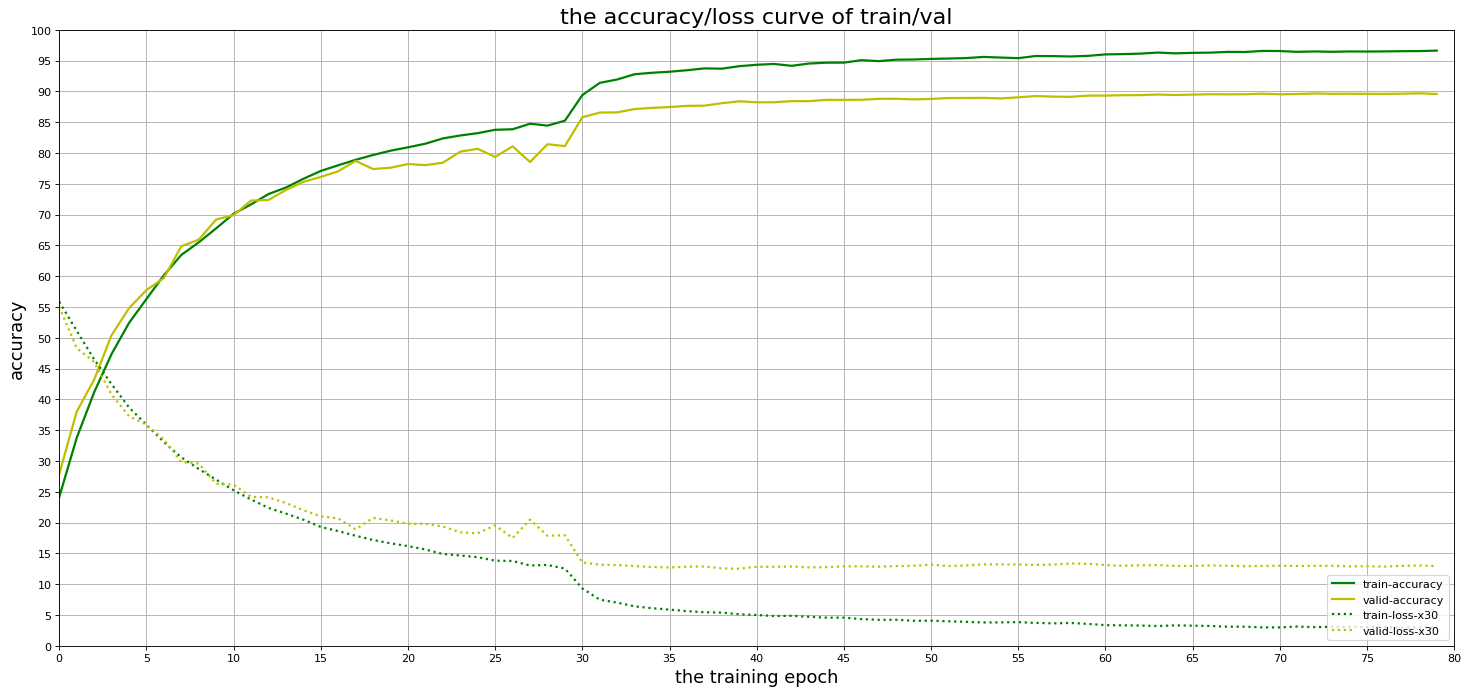 the accuracy/loss curve of train/val
100
95
90
85
80
75
70
65
60
55
50
45
40
35
30
25
20
15
10
5
0
accuracy
0 5 10 15 20 25 30 35 40 45 50 55 60 65 70 75 80
the training epoch
train-accuracy
valid-accuracy
train-loss-x30
valid-loss-x30